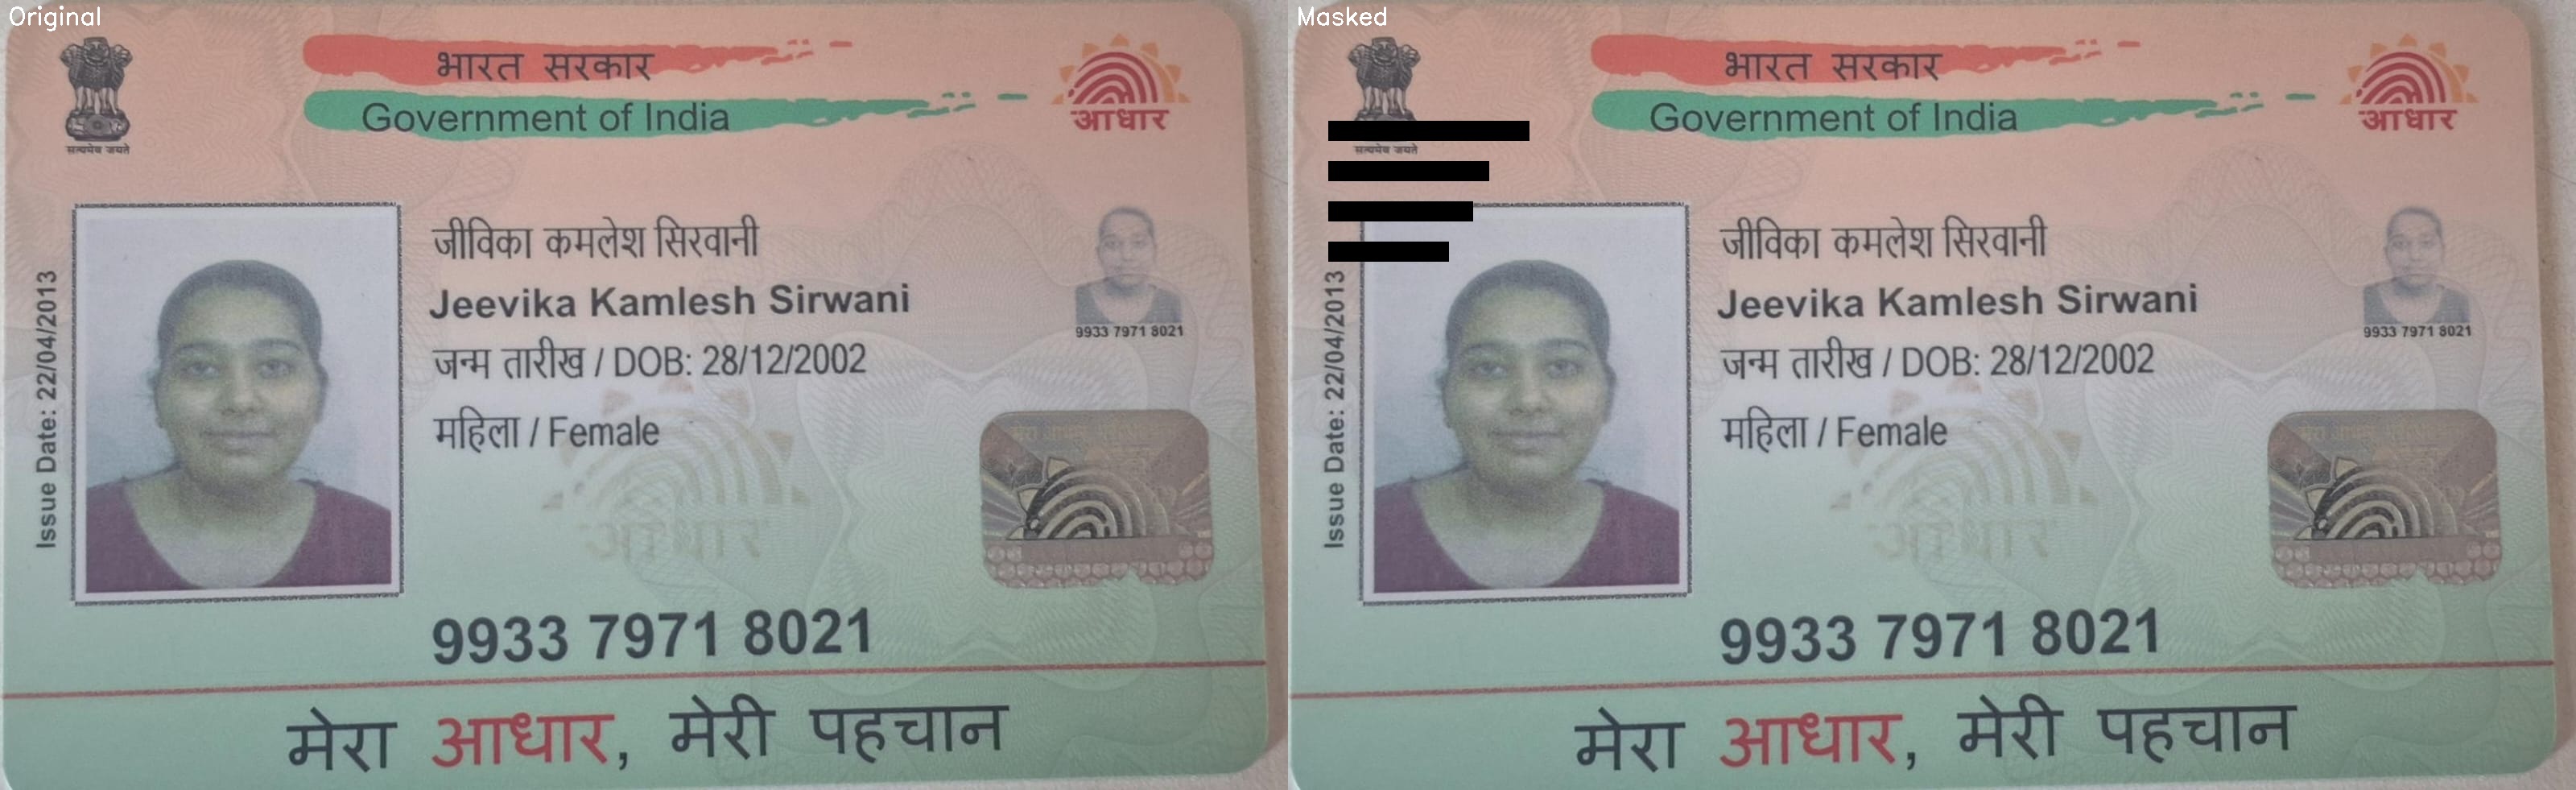 Original
भारत सरकार
Government of India
आधार
सत्यमेव जयते
जीविका कमलेश सिरवानी
Jeevika Kamlesh Sirwani
9933 7971 8021
जन्म तारीख / DOB: 28/12/2002
महिला / Female
Issue Date: 22/04/2013
आधार
9933 7971 8021
मेरा आधार, मेरी पहचान
Masked
भारत सरकार
Government of India
आधार
सत्यमेव जयते
जीविका कमलेश सिरवानी
Jeevika Kamlesh Sirwani
9933 7971 8021
जन्म तारीख / DOB: 28/12/2002
महिला / Female
Issue Date: 22/04/2013
आधार
9933 7971 8021
मेरा आधार, मेरी पहचान